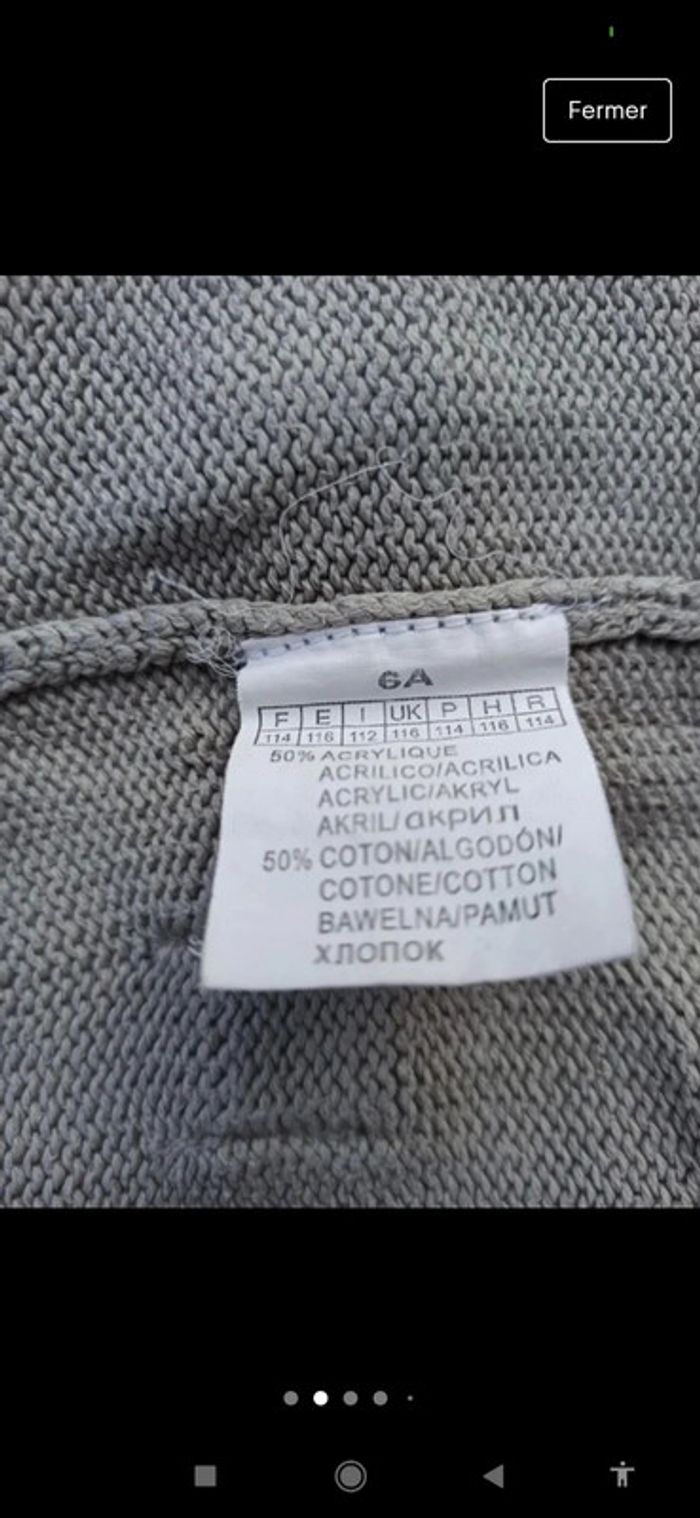 Fermer
6A
F E I UK P H R
114 116 112 116 114 116 114
50% ACRYLIQUE
ACRILICO/ACRILICA
ACRYLIC/AKRYL
AKRIL/акрил
50% COTON/ALGODÓN/
COTONE/COTTON
BAWELNA/PAMUT
ХЛОПОК